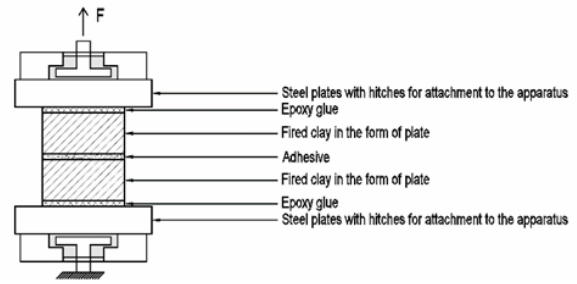 F
Steel plates with hitches for attachment to the apparatus
Epoxy glue
Fired clay in the form of plate
Adhesive
Fired clay in the form of plate
Epoxy glue
Steel plates with hitches for attachment to the apparatus